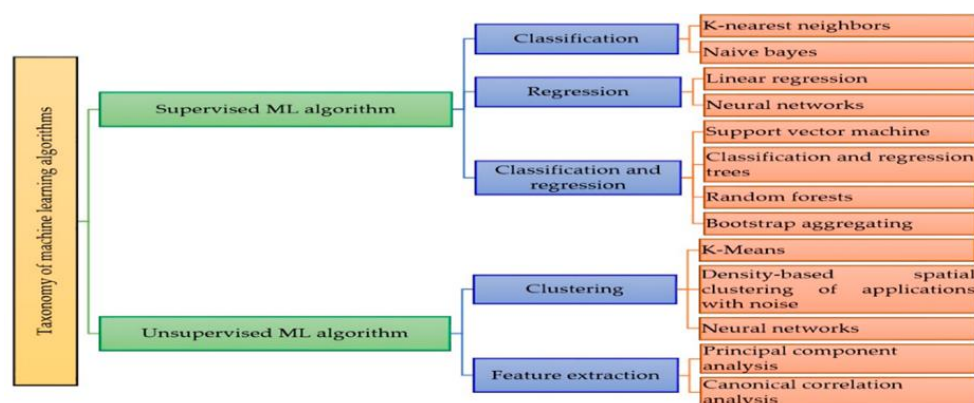 Taxonomy of machine learning algorithms
Supervised ML algorithm
Classification
K-nearest neighbors
Naive bayes
Regression
Linear regression
Neural networks
Classification and
regression
Support vector machine
Classification and regression
trees
Random forests
Bootstrap aggregating
Unsupervised ML algorithm
Clustering
K-Means
Density-based spatial
clustering of applications
with noise
Neural networks
Feature extraction
Principal component
analysis
Canonical correlation
analysis